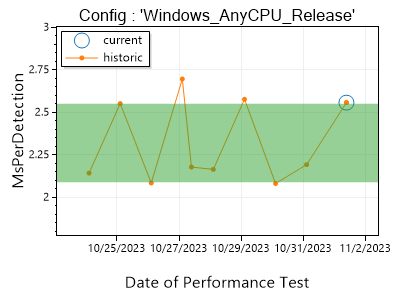 Config : 'Windows_AnyCPU_Release'
current
historic
3
2.75
2.5
2.25
2
MsPerDetection
10/25/2023 10/27/2023 10/29/2023 10/31/2023 11/2/2023
Date of Performance Test